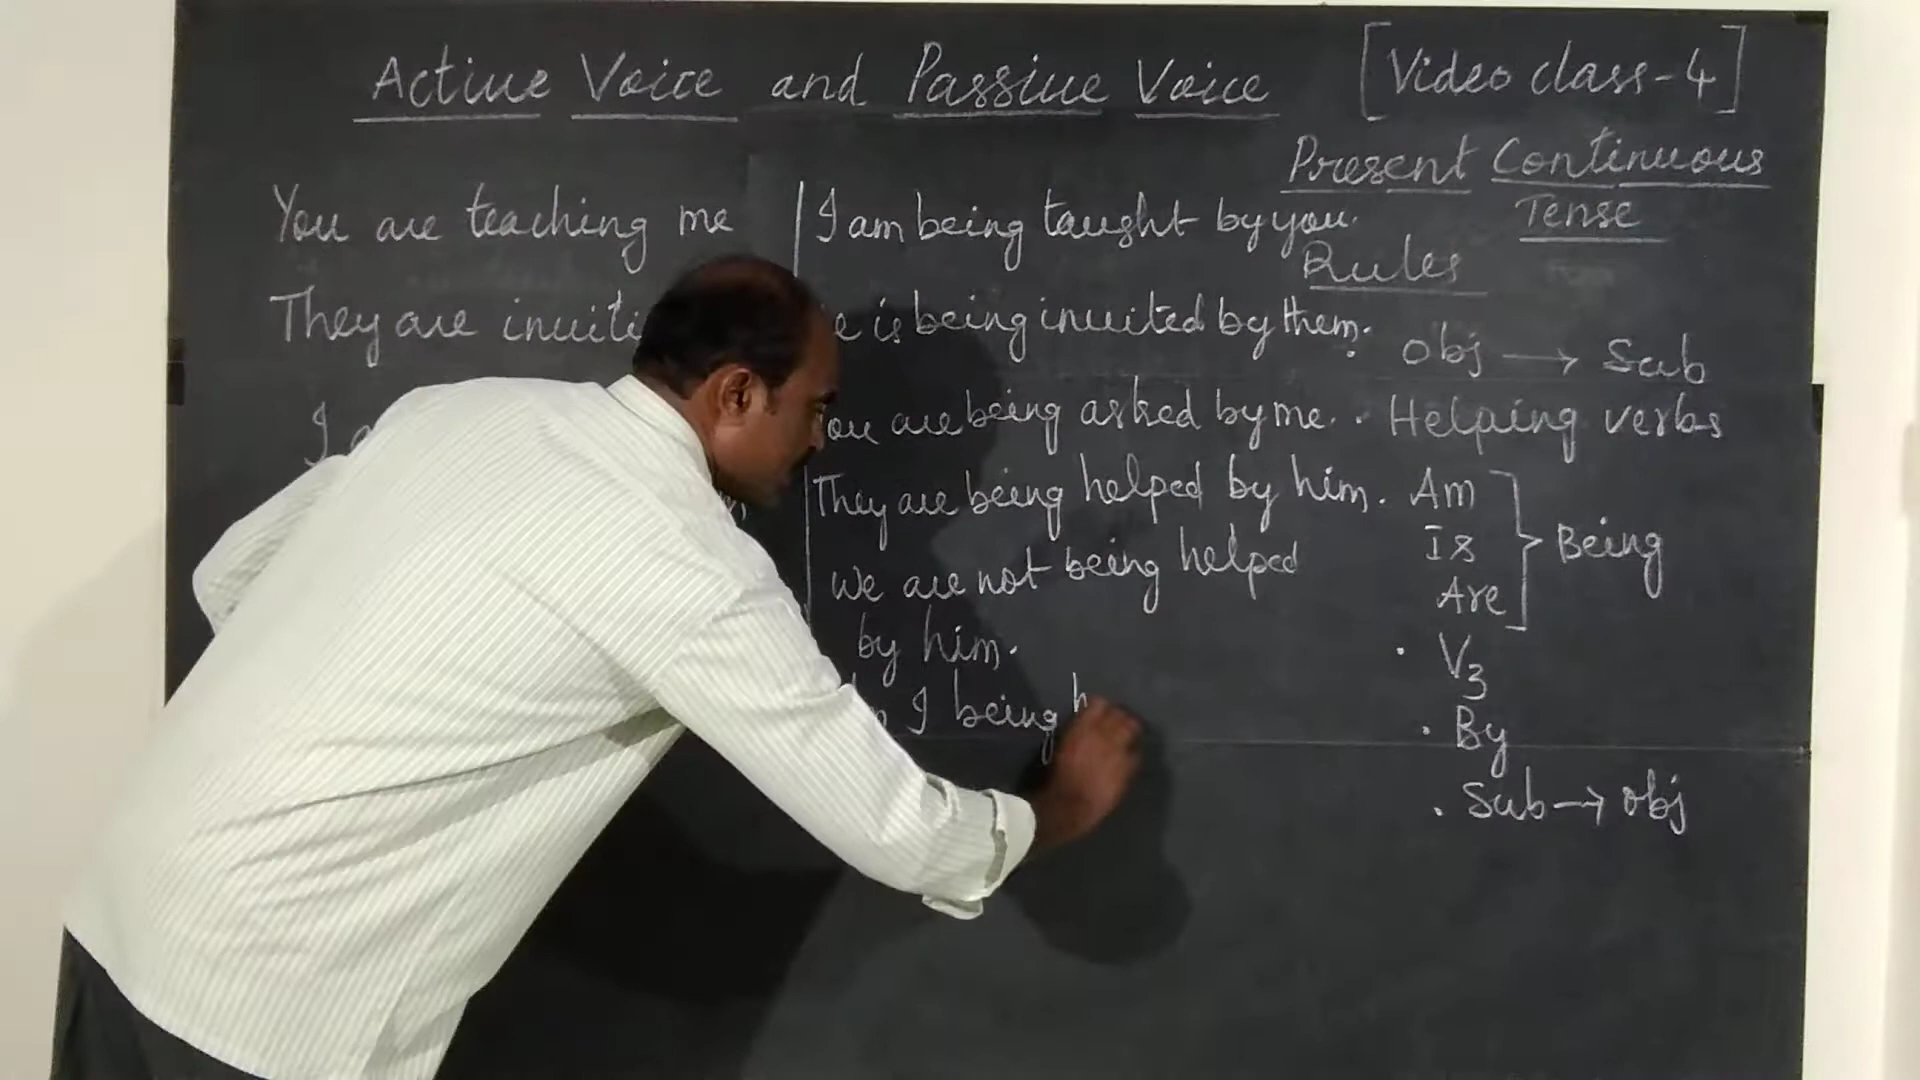 Active Voice and Passive Voice [Video class-4]
Present Continuous
Tense
You are teaching me
They are
I
I am being taught by you.
is being invited by them.
are being asked by me.
They are being helped by him.
we are not being helped
by him.
I being h
Rules
Obj → Sub
. Helping verbs
Am
Is
Are
} Being
. V3
. By
. Sub → obj